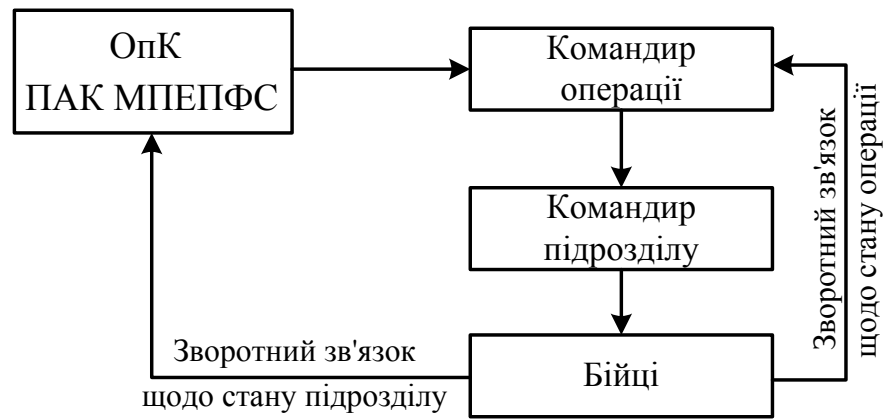 ОпК
ПАК МПЕПФС
Командир
операції
Командир
підрозділу
Бійці
Зворотний зв'язок
щодо стану підрозділу
Зворотний зв'язок
щодо стану операції